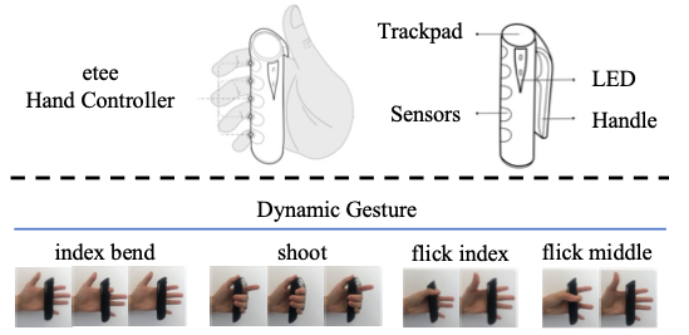 etee
Hand Controller
Trackpad
LED
Sensors
Handle
Dynamic Gesture
index bend
shoot
flick index
flick middle